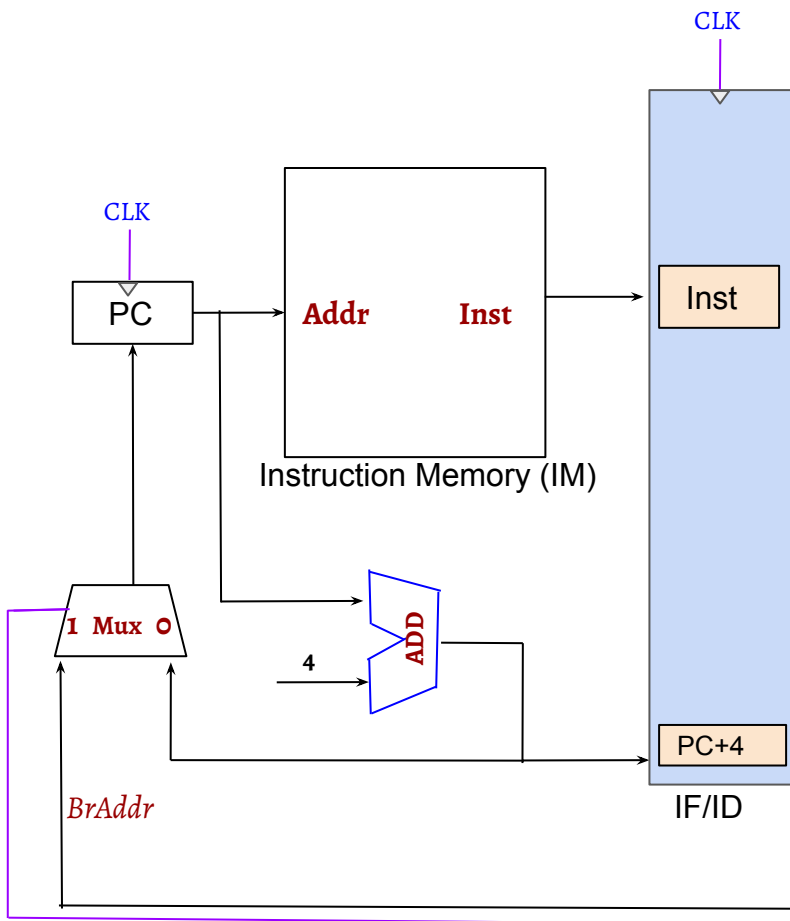 CLK
CLK
PC
Addr
Inst
Inst
Instruction Memory (IM)
1 Mux 0
ADD
4
PC+4
BrAddr
IF/ID